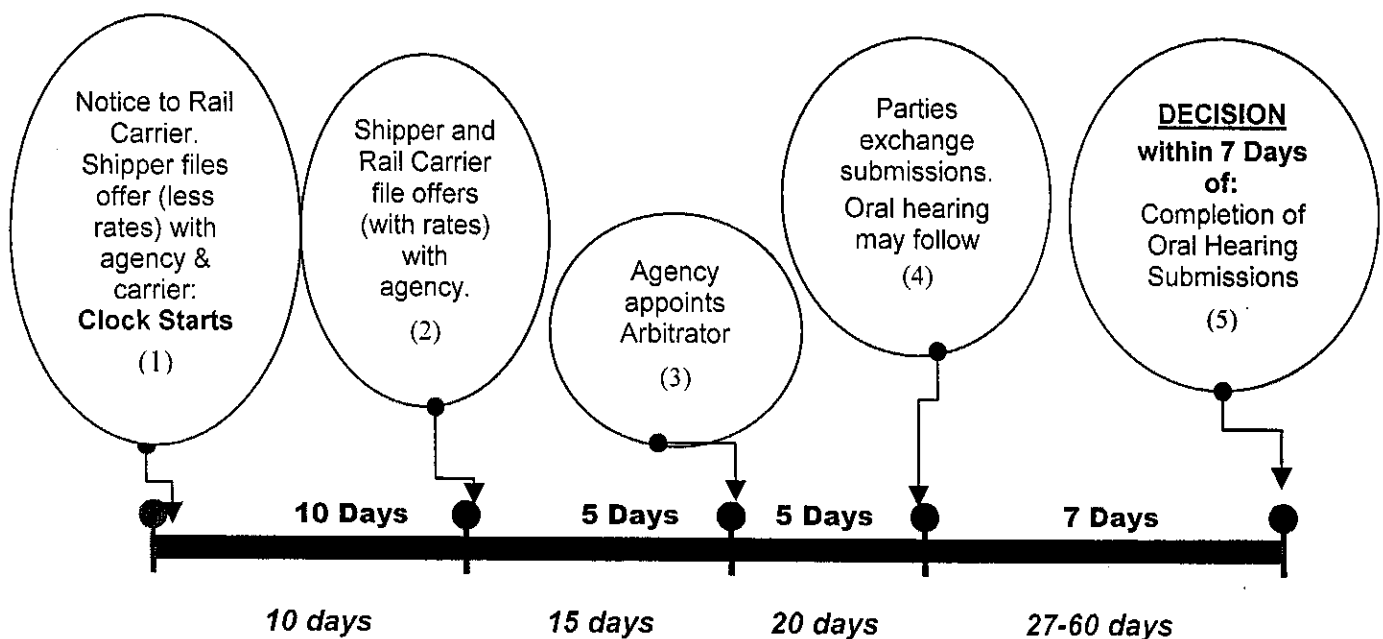 Notice to Rail
Carrier.
Shipper files
offer (less
rates) with
agency &
carrier:
Clock Starts
(1)
Shipper and
Rail Carrier
file offers
(with rates)
with
agency.
(2)
Agency
appoints
Arbitrator
(3)
Parties
exchange
submissions.
Oral hearing
may follow
(4)
DECISION
within 7 Days
of:
Completion of
Oral Hearing
Submissions
(5)
10 Days
5 Days
5 Days
7 Days
10 days
15 days
20 days
27-60 days